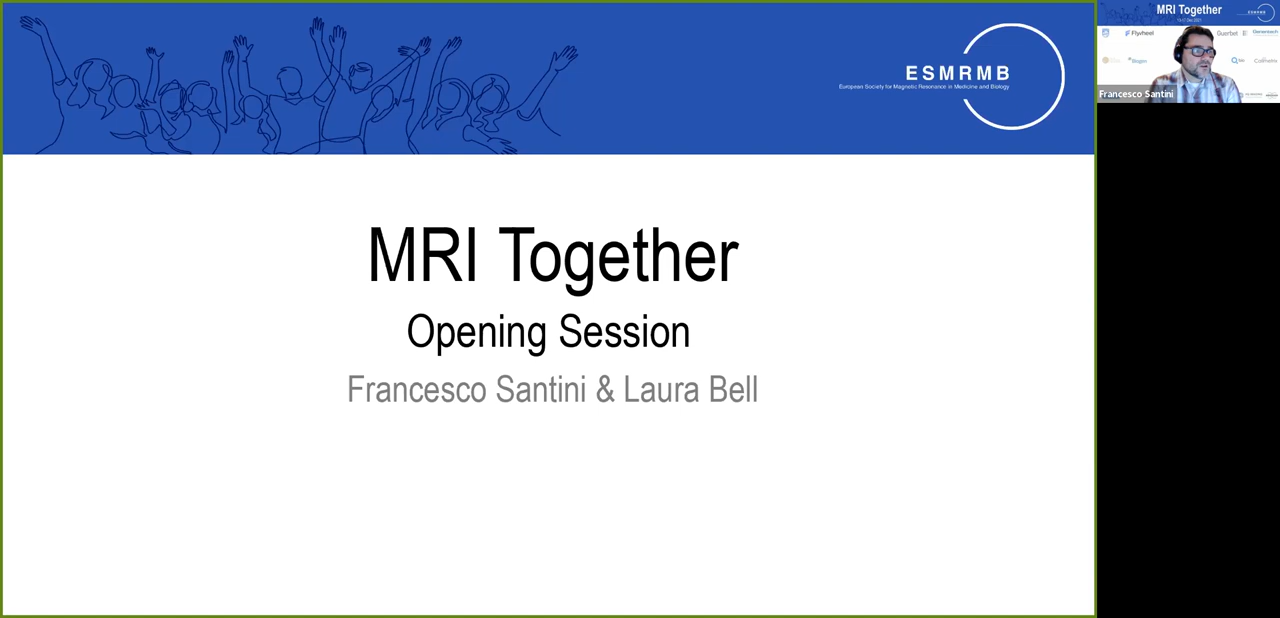 ESMRMB
European Society for Magnetic Resonance in Medicine and Biology
MRI Together
Opening Session
Francesco Santini & Laura Bell
MRI Together
ESMRMB
Flywheel
Guerbet
Francesco Santini